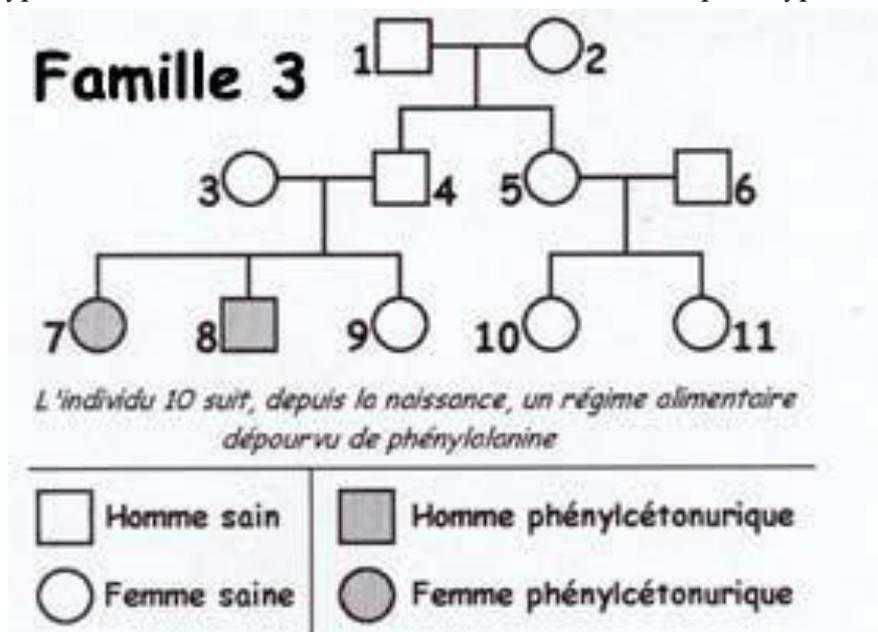 1 2
Famille 3
3 4 5 6
7 8 9 10 11
L'individu 10 suit, depuis la naissance, un régime alimentaire
dépourvu de phénylalanine
Homme sain Homme phénylcétonurique
Femme saine Femme phénylcétonurique